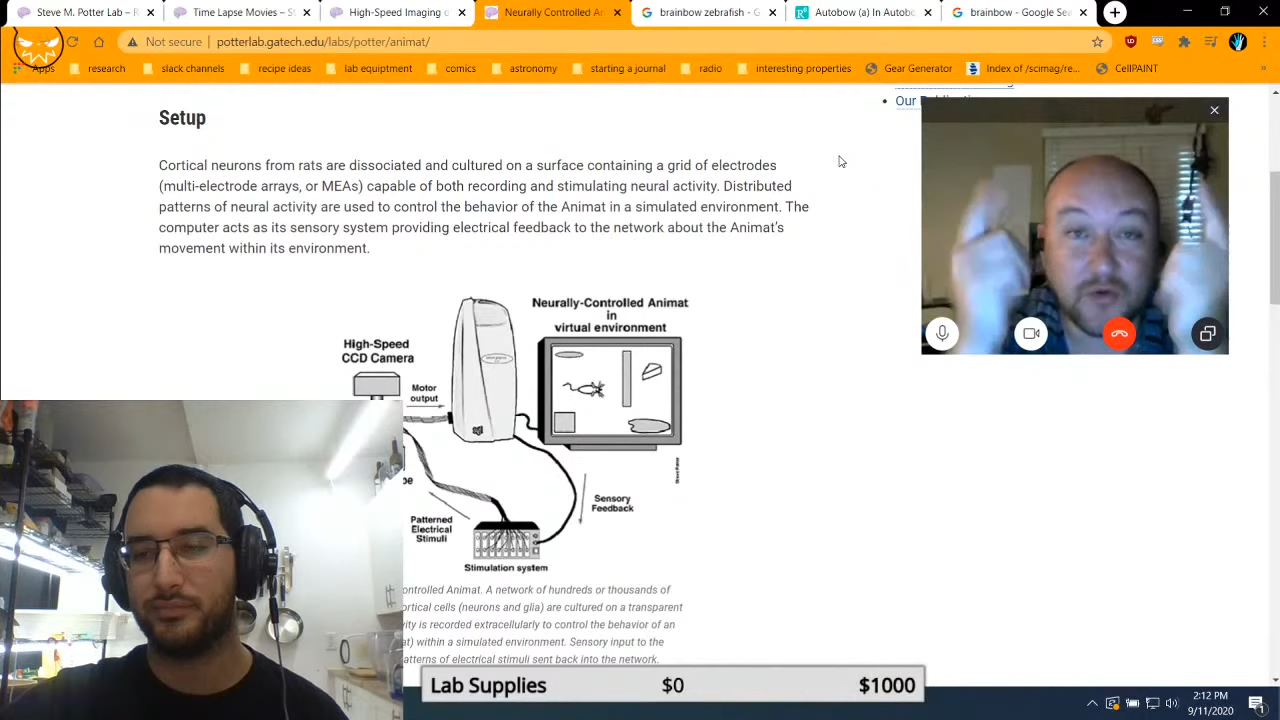 Steve M. Potter Lab – R
Time Lapse Movies – St
High-Speed Imaging o
Neurally Controlled An
brainbow zebrafish - G
Autobow (a) In Autob
brainbow - Google Sea
Not secure
potterlab.gatech.edu/labs/potter/animat/
Apps
research
slack channels
recipe ideas
lab equiptment
comics
astronomy
starting a journal
radio
interesting properties
Gear Generator
Index of /scimag/re...
CellPAINT
»
Our
Setup
Cortical neurons from rats are dissociated and cultured on a surface containing a grid of electrodes
(multi-electrode arrays, or MEAs) capable of both recording and stimulating neural activity. Distributed
patterns of neural activity are used to control the behavior of the Animat in a simulated environment. The
computer acts as its sensory system providing electrical feedback to the network about the Animat's
movement within its environment.
Neurally-Controlled Animat
in
virtual environment
High-Speed
CCD Camera
Motor
output
Sensory
Feedback
Patterned
Electrical
Stimuli
Stimulation system
ontrolled Animat. A network of hundreds or thousands of
ortical cells (neurons and glia) are cultured on a transparent
vity is recorded extracellularly to control the behavior of an
at) within a simulated environment. Sensory input to the
atterns of electrical stimuli sent back into the network.
Lab Supplies $0 $1000
2:12 PM
9/11/2020